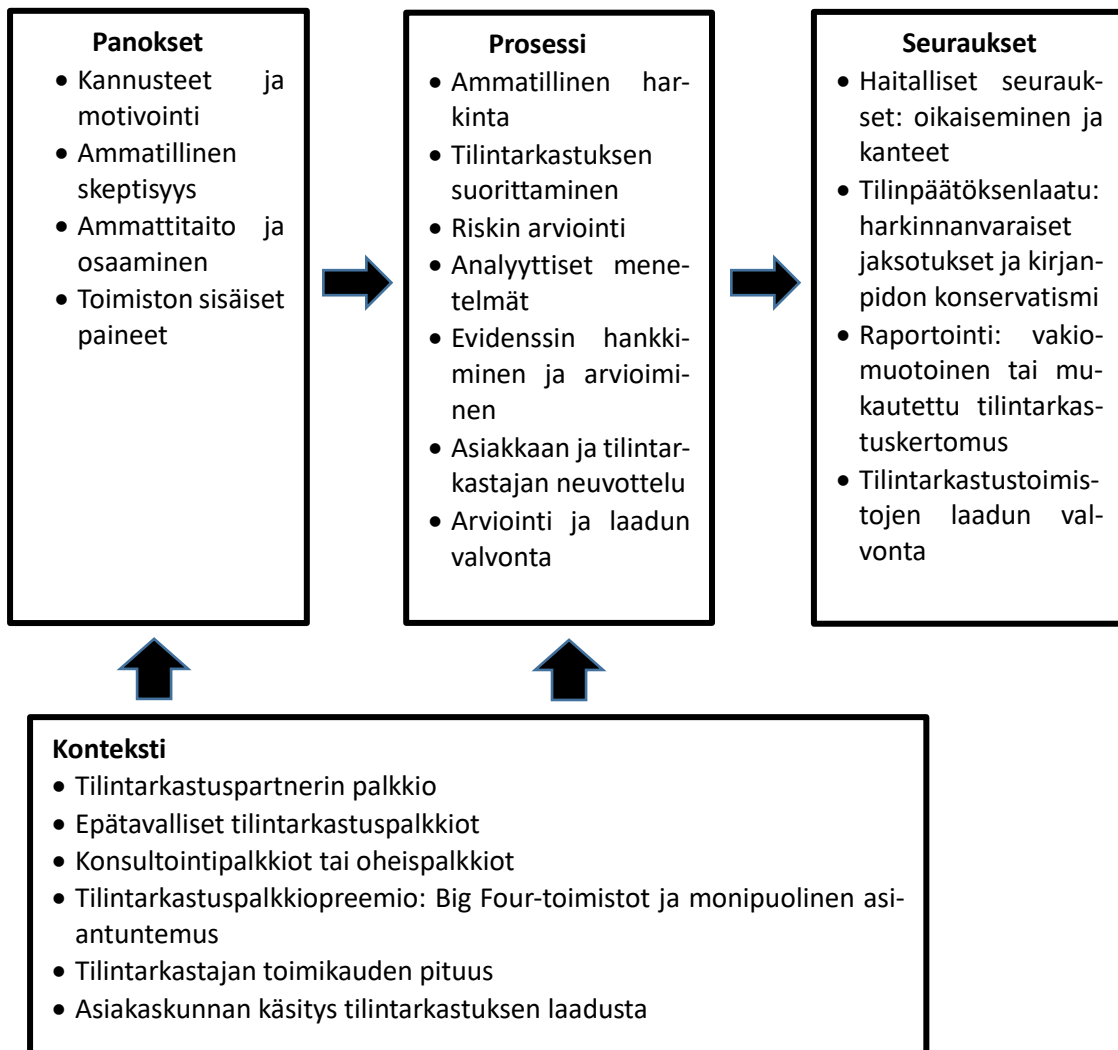 Panokset
• Kannusteet ja
motivointi
• Ammatillinen
skeptisyys
• Ammattitaito ja
osaaminen
• Toimiston sisäiset
paineet
Prosessi
• Ammatillinen har-
kinta
• Tilintarkastuksen
suorittaminen
• Riskin arviointi
• Analyyttiset mene-
telmät
• Evidenssin hankki-
minen ja arvioimi-
nen
• Asiakkaan ja tilintar-
kastajan neuvottelu
• Arviointi ja laadun
valvonta
Seuraukset
• Haitalliset seurauk-
set: oikaiseminen ja
kanteet
• Tilinpäätöksenlaatu:
harkinnanvaraiset
jaksotukset ja kirjan-
pidon konservatismi
• Raportointi: vakio-
muotoinen tai mu-
kautettu tilintarkas-
tuskertomus
• Tilintarkastustoimis-
tojen laadun val-
vonta
Konteksti
• Tilintarkastuspartnerin palkkio
• Epätavalliset tilintarkastuspalkkiot
• Konsultointipalkkiot tai oheispalkkiot
• Tilintarkastuspalkkiopreemio: Big Four-toimistot ja monipuolinen asi-
antuntemus
• Tilintarkastajan toimikauden pituus
• Asiakaskunnan käsitys tilintarkastuksen laadusta